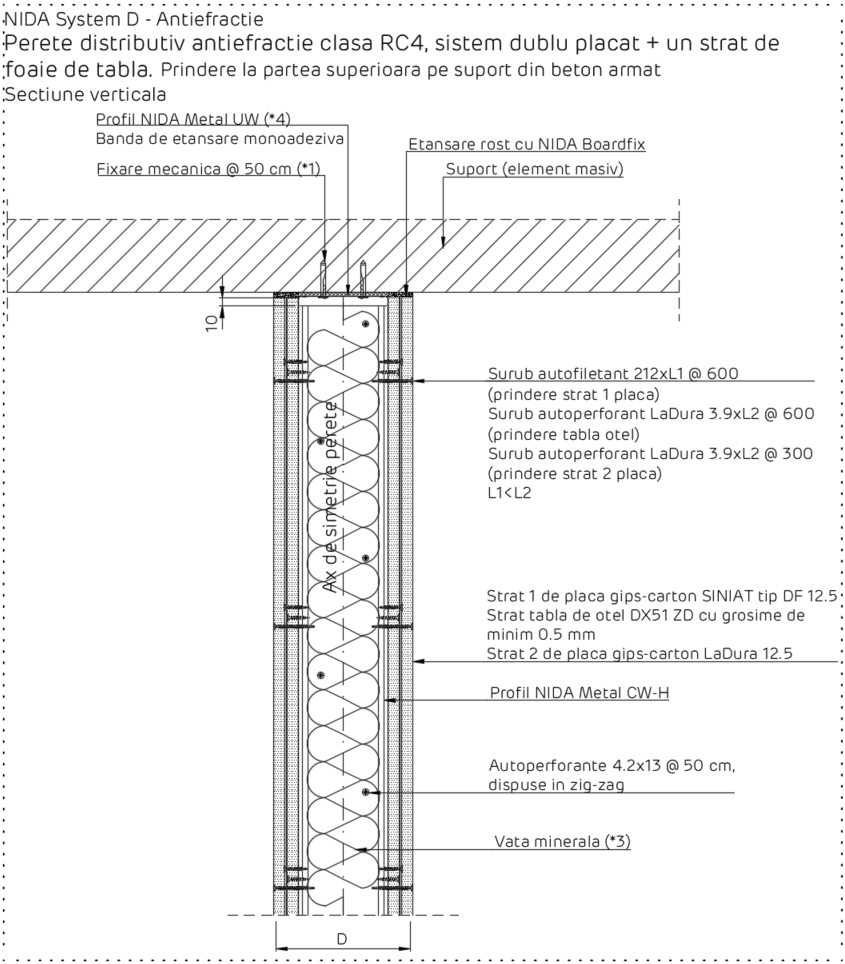 NIDA System D - Antiefractie
Perete distributiv antiefractie clasa RC4, sistem dublu placat + un strat de
foaie de tabla. Prindere la partea superioara pe suport din beton armat
Sectiune verticala
Profil NIDA Metal UW (*4)
Banda de etansare monoadeziva
Fixare mecanica @ 50 cm (*1)
Etansare rost cu NIDA Boardfix
Suport (element masiv)
10
Surub autofiletant 212xL1 @ 600
(prindere strat 1 placa)
Surub autoperforant LaDura 3.9xL2 @ 600
(prindere tabla otel)
Surub autoperforant LaDura 3.9xL2 @ 300
(prindere strat 2 placa)
L1<L2
Ax de simetrie perete
Strat 1 de placa gips-carton SINIAT tip DF 12.5
Strat tabla de otel DX51 ZD cu grosime de
minim 0.5 mm
Strat 2 de placa gips-carton LaDura 12.5
Profil NIDA Metal CW-H
Autoperforante 4.2x13 @ 50 cm,
dispuse in zig-zag
Vata minerala (*3)
D